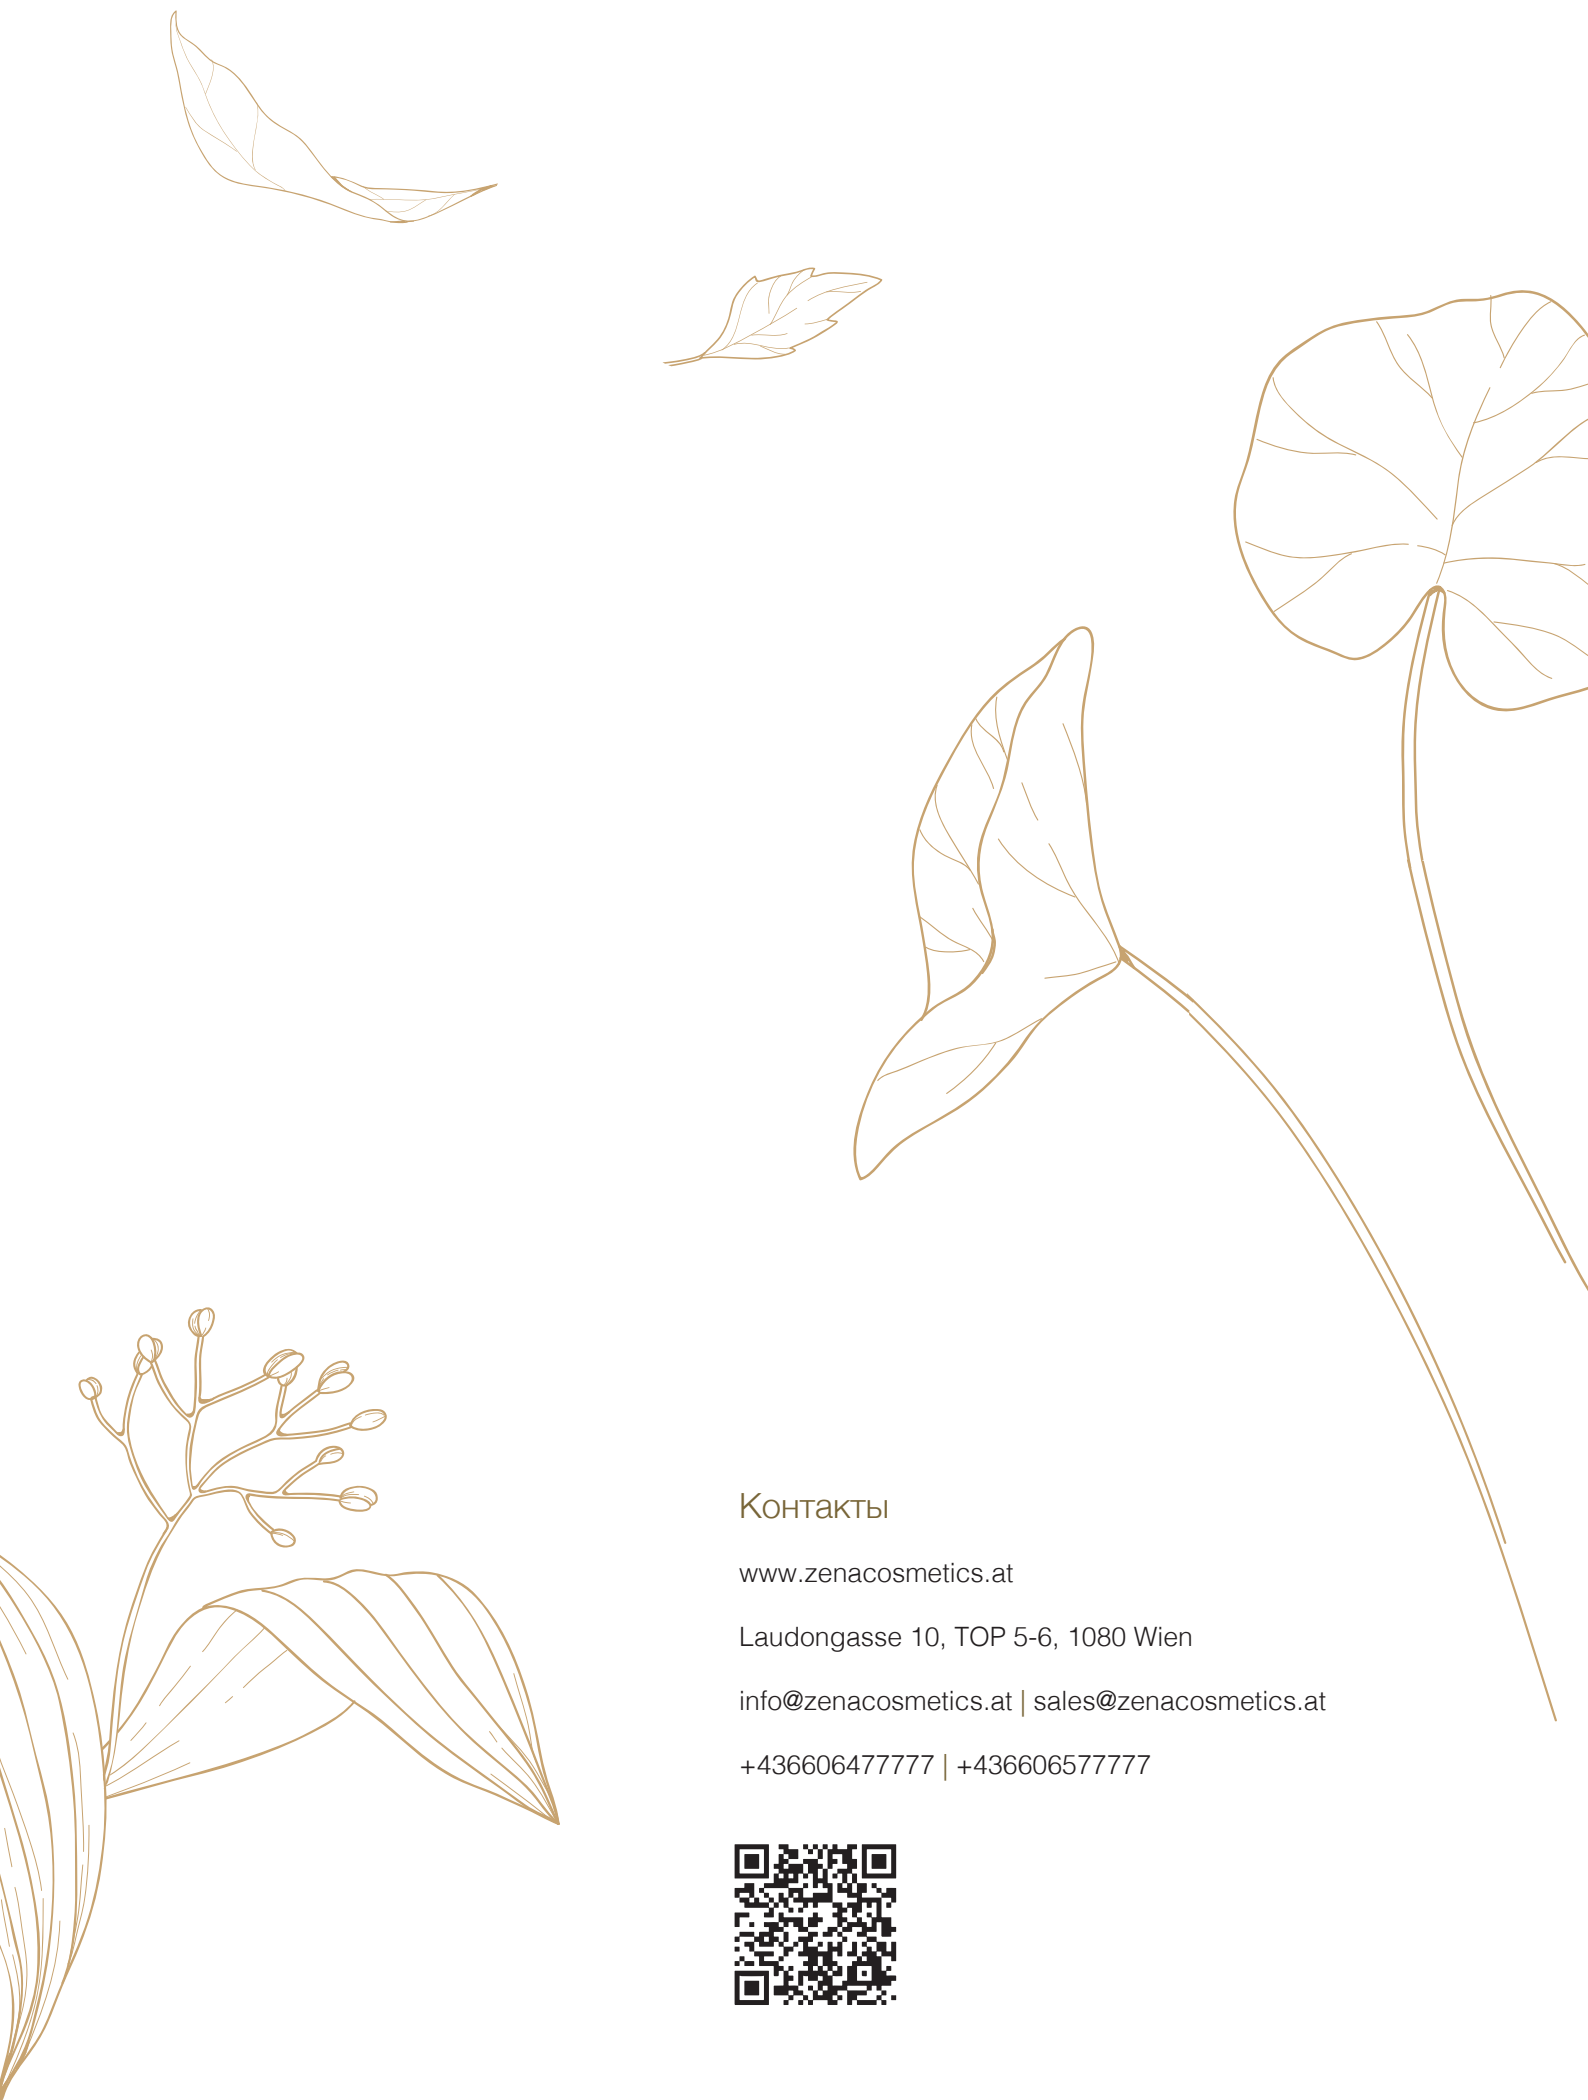 Контакты
www.zenacosmetics.at
Laudongasse 10, TOP 5-6, 1080 Wien
info@zenacosmetics.at | sales@zenacosmetics.at
+436606477777 | +436606577777